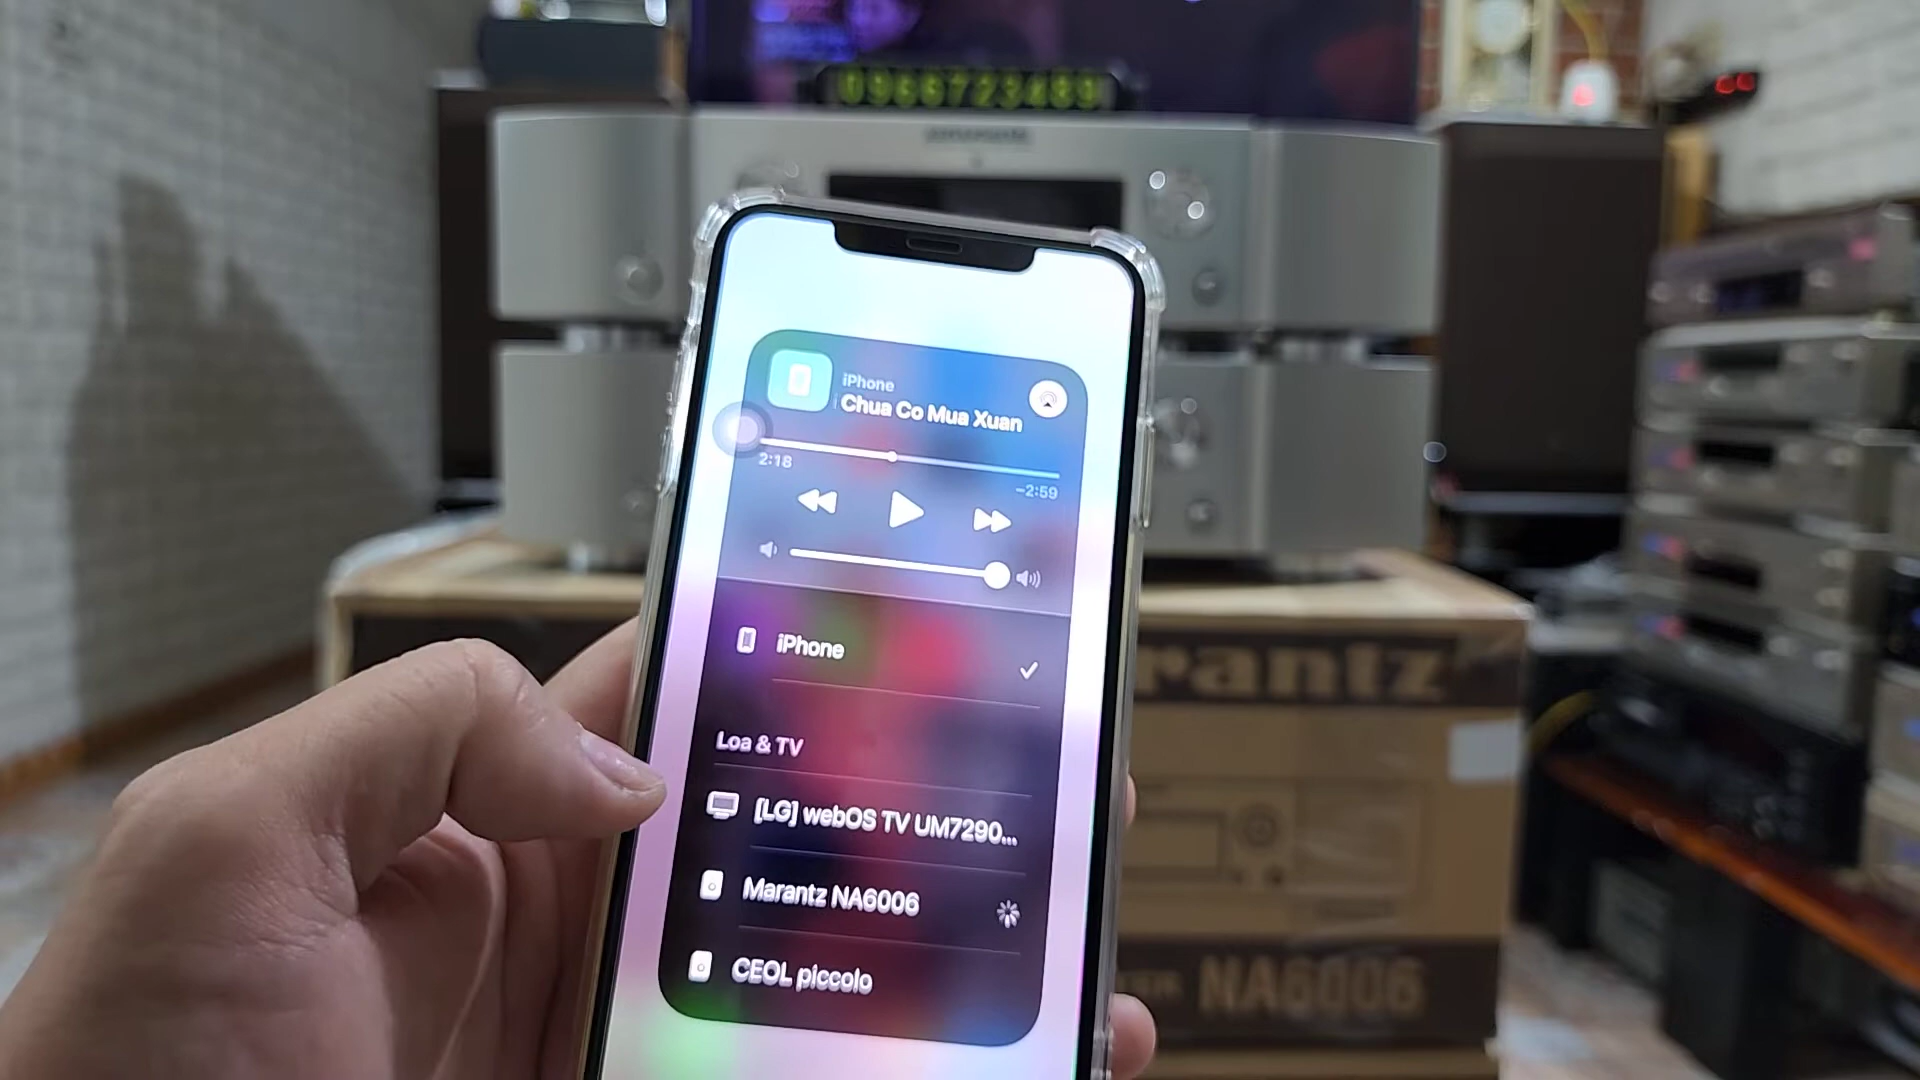 0966723489
marantz
iPhone
Chua Co Mua Xuan
2:18
-2:59
iPhone
Loa & TV
[LG] webOS TV UM7290...
Marantz NA6006
CEOL piccolo
rantz
NA6006